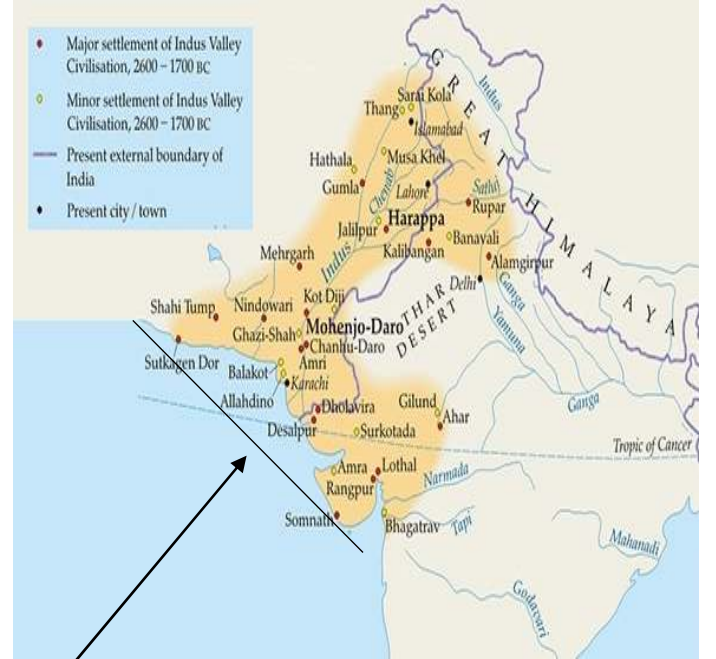 Major settlement of Indus Valley
Civilisation, 2600 – 1700 BC
Minor settlement of Indus Valley
Civilisation, 2600 – 1700 BC
Present external boundary of
India
Present city / town
GREAT HIMALAYA
Indus
Sarai Kola
Thang
Islamabad
Musa Khel
Hathala
Gumla
Chenab
Lahore
Rupar
Harappa
Jalilpur
Banavali
Kalibangan
Alamgirpur
Mehrgarh
Indus
Delhi
Ganga
Yamuna
THAR
DESERT
Kot Diji
Shahi Tump
Nindowari
Mohenjo-Daro
Ghazi-Shah
Chanhu-Daro
Amri
Sutkagen Dor
Balakot
Karachi
Allahdino
Dholavira
Gilund
Ahar
Ganga
Desalpur
Surkotada
Tropic of Cancer
Amra
Lothal
Narmada
Rangpur
Somnath
Bhagatrav
Tapi
Mahanadi
Godavari